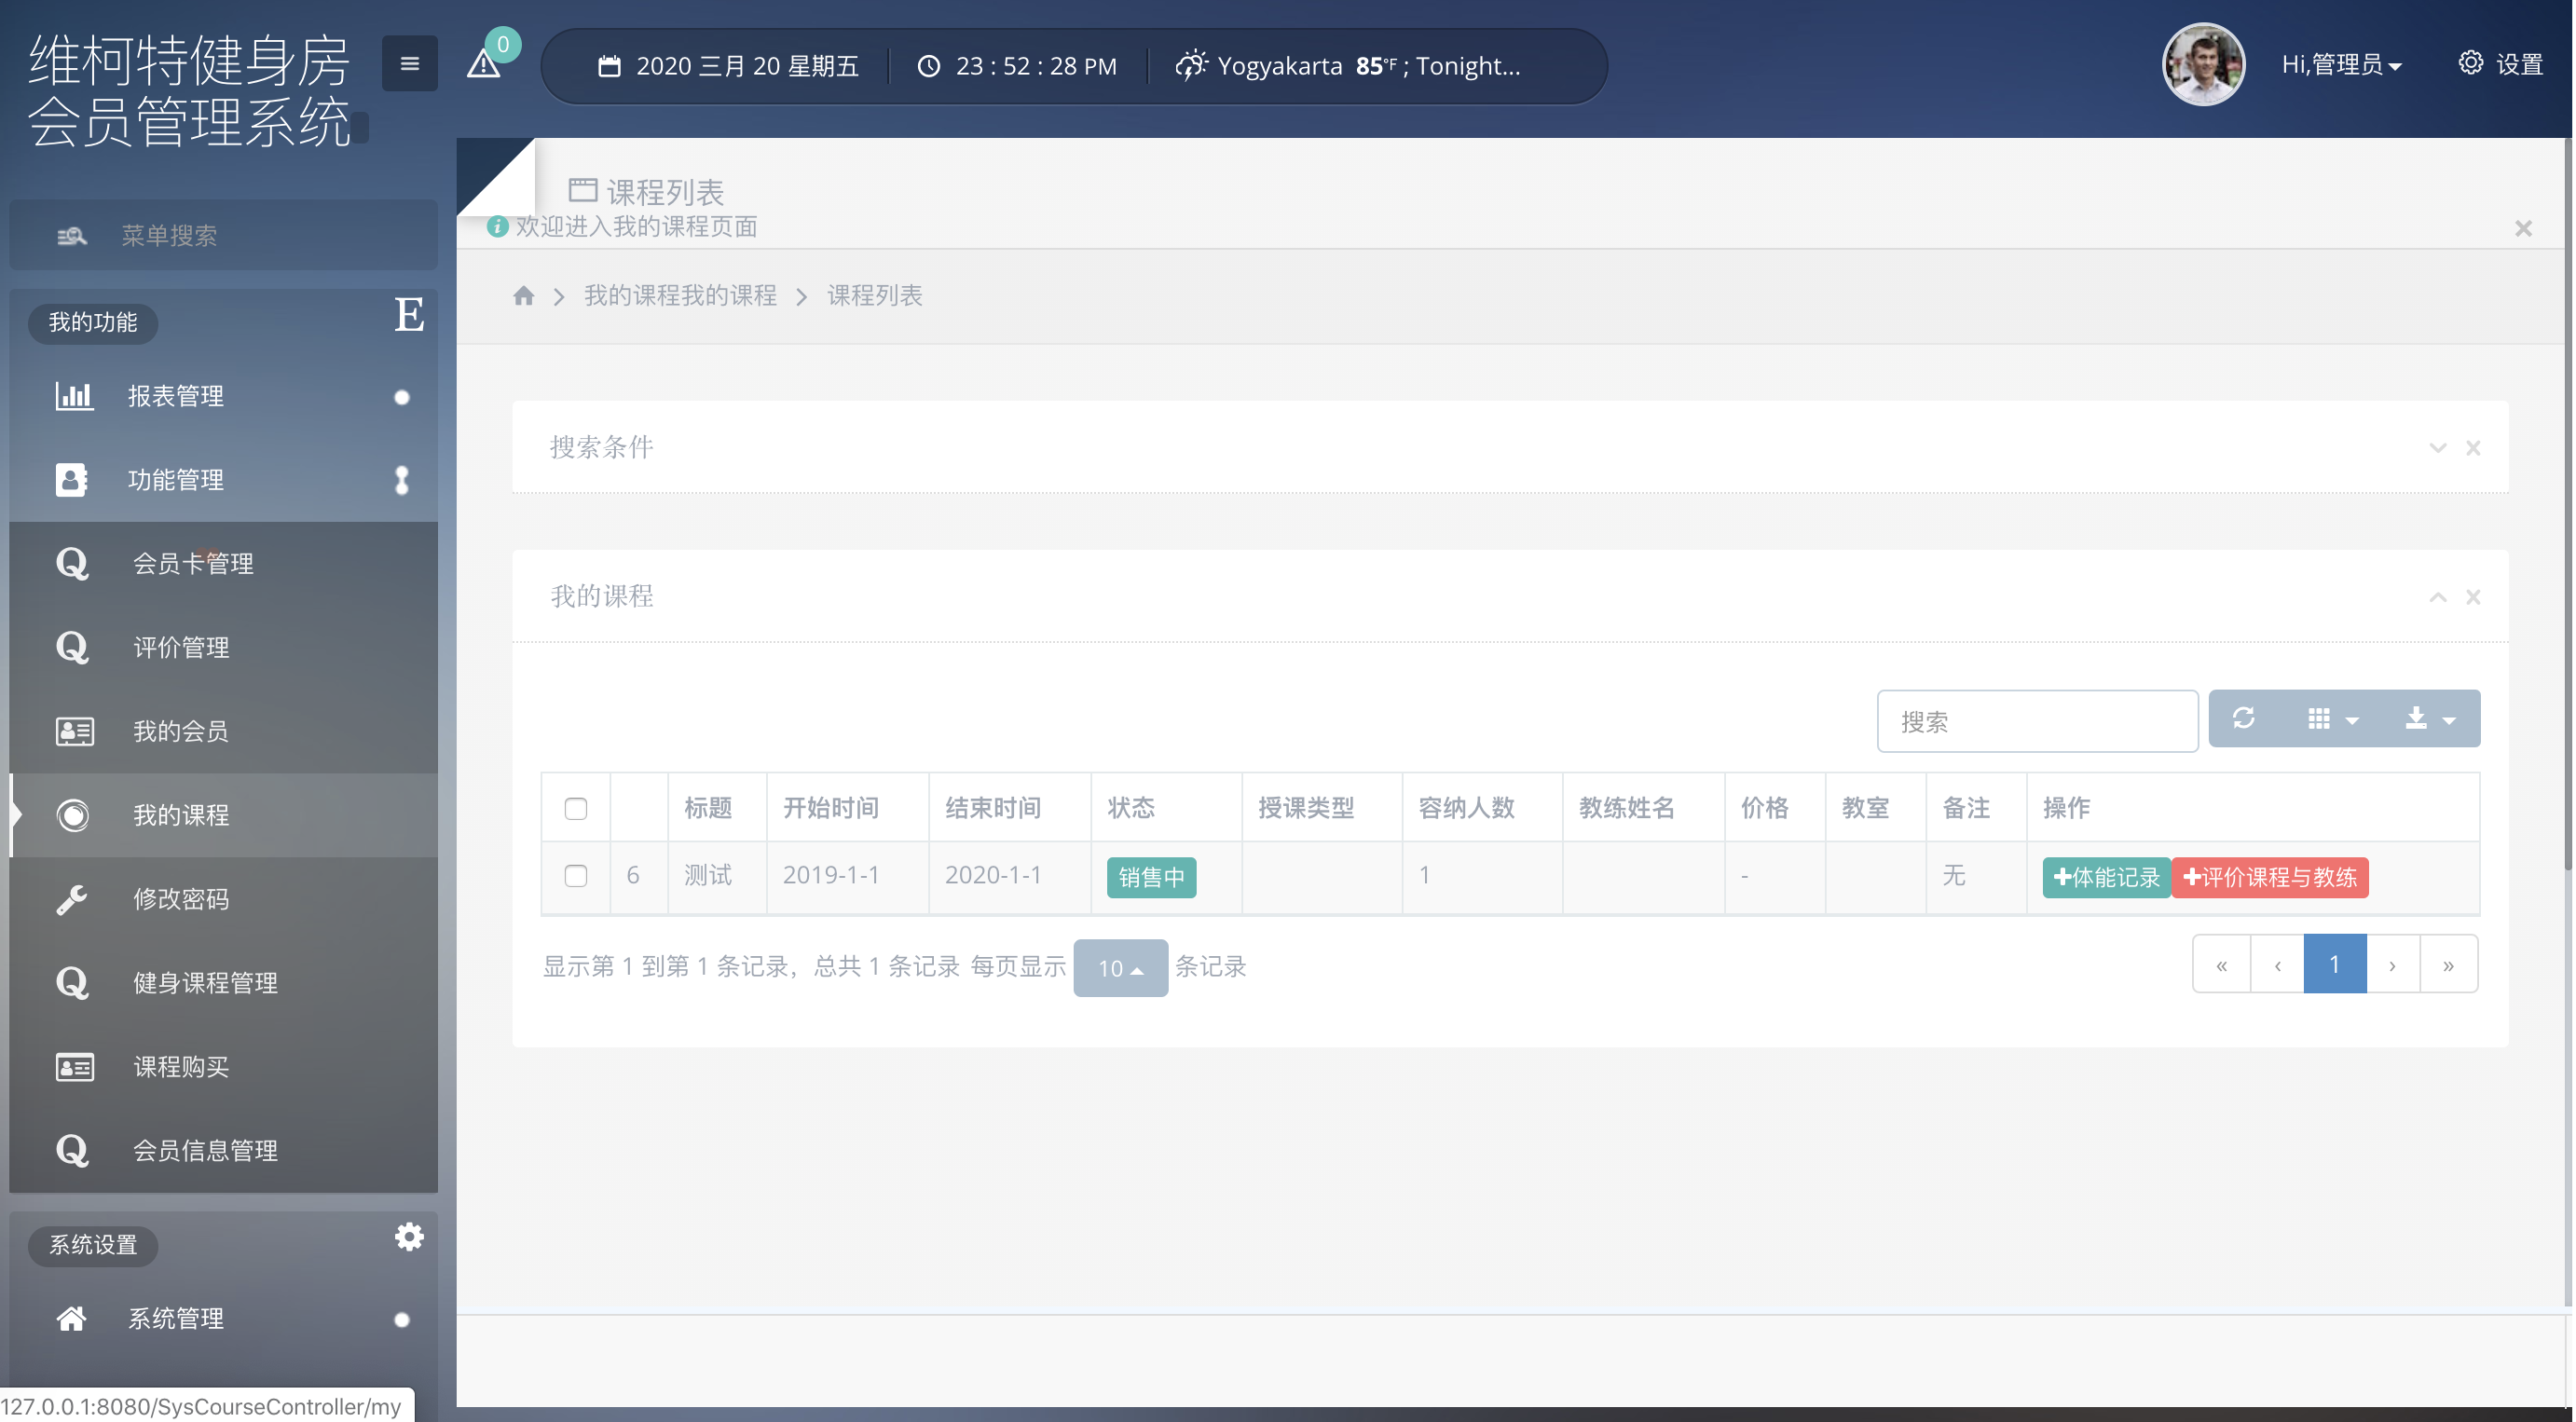 维柯特健身房
会员管理系统
0
2020 三月 20 星期五
23 : 52 : 28 PM
Yogyakarta 85°F ; Tonight...
Hi,管理员
设置
菜单搜索
我的功能
E
报表管理
功能管理
Q 会员卡管理
Q 评价管理
我的会员
我的课程
修改密码
Q 健身课程管理
课程购买
Q 会员信息管理
系统设置
系统管理
127.0.0.1:8080/SysCourseController/my
课程列表
欢迎进入我的课程页面
我的课程我的课程 > 课程列表
搜索条件
我的课程
搜索
标题 开始时间 结束时间 状态 授课类型 容纳人数 教练姓名 价格 教室 备注 操作
6 测试 2019-1-1 2020-1-1 销售中 1 - 无 +体能记录 +评价课程与教练
显示第 1 到第 1 条记录，总共 1 条记录 每页显示 10 条记录
« ‹ 1 › »